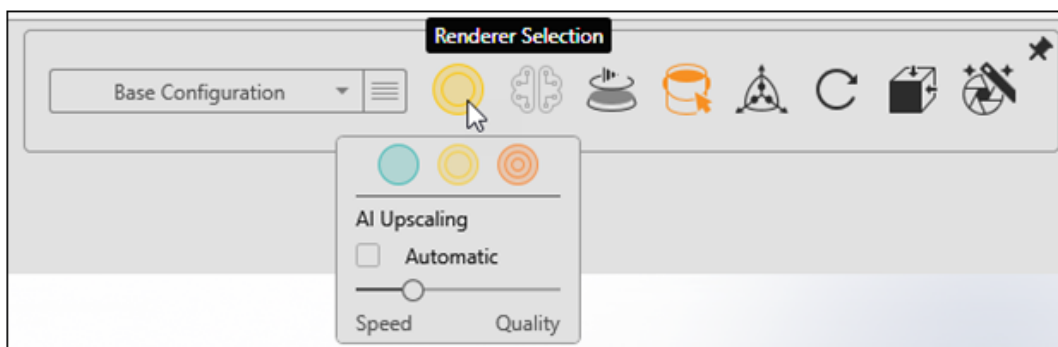 Renderer Selection
Base Configuration
AI Upscaling
Automatic
Speed Quality